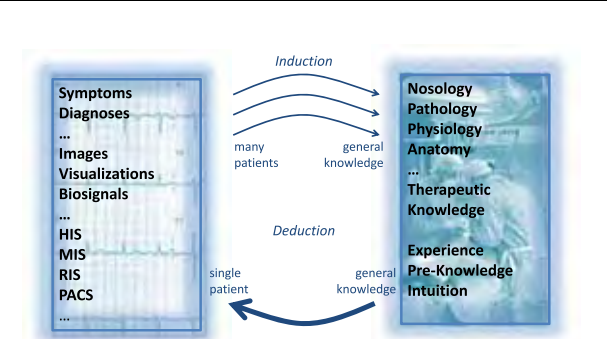 Induction
Symptoms
Diagnoses
…
Images
Visualizations
Biosignals
…
HIS
MIS
RIS
PACS
…
many
patients
general
knowledge
Deduction
single
patient
general
knowledge
Nosology
Pathology
Physiology
Anatomy
…
Therapeutic
Knowledge
Experience
Pre-Knowledge
Intuition